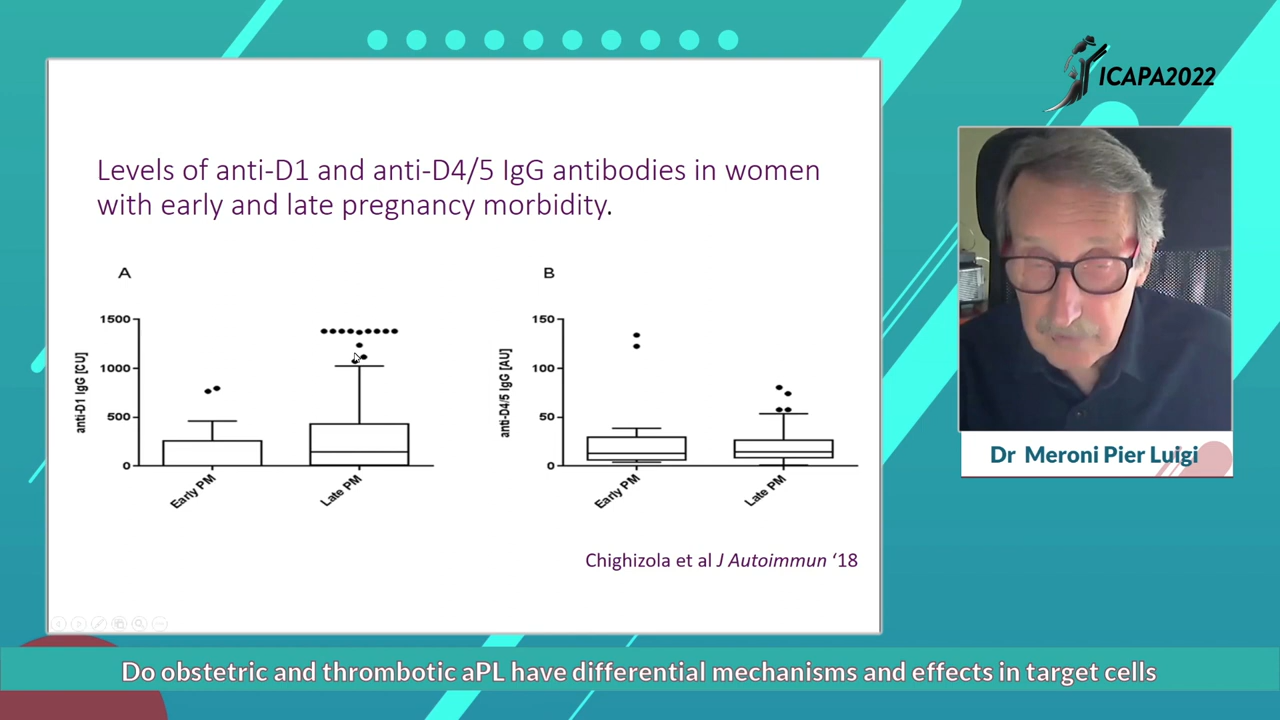 ICAPA2022
Levels of anti-D1 and anti-D4/5 IgG antibodies in women
with early and late pregnancy morbidity.
A
1500
1000
500
0
anti-D1 IgG [CU]
Early PM
Late PM
B
150
100
50
0
anti-D4/5 IgG [AU]
Early PM
Late PM
Chighizola et al J Autoimmun ‘18
Dr Meroni Pier Luigi
Do obstetric and thrombotic aPL have differential mechanisms and effects in target cells